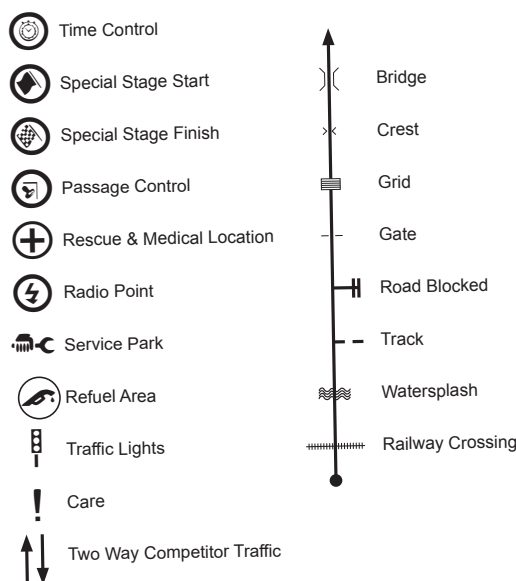 Time Control
Special Stage Start
Special Stage Finish
Passage Control
Rescue & Medical Location
Radio Point
Service Park
Refuel Area
Traffic Lights
Care
Two Way Competitor Traffic
Bridge
Crest
Grid
Gate
Road Blocked
Track
Watersplash
Railway Crossing